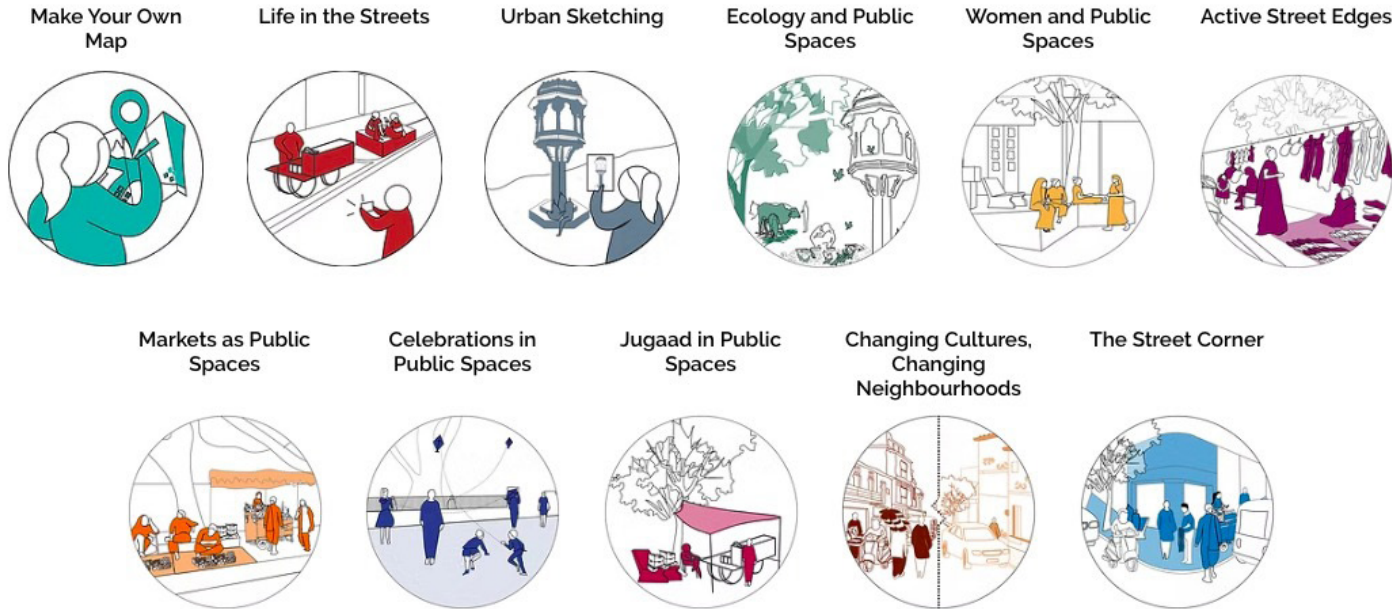 Make Your Own
Map
Life in the Streets
Urban Sketching
Ecology and Public
Spaces
Women and Public
Spaces
Active Street Edges
Markets as Public
Spaces
Celebrations in
Public Spaces
Jugaad in Public
Spaces
Changing Cultures,
Changing
Neighbourhoods
The Street Corner